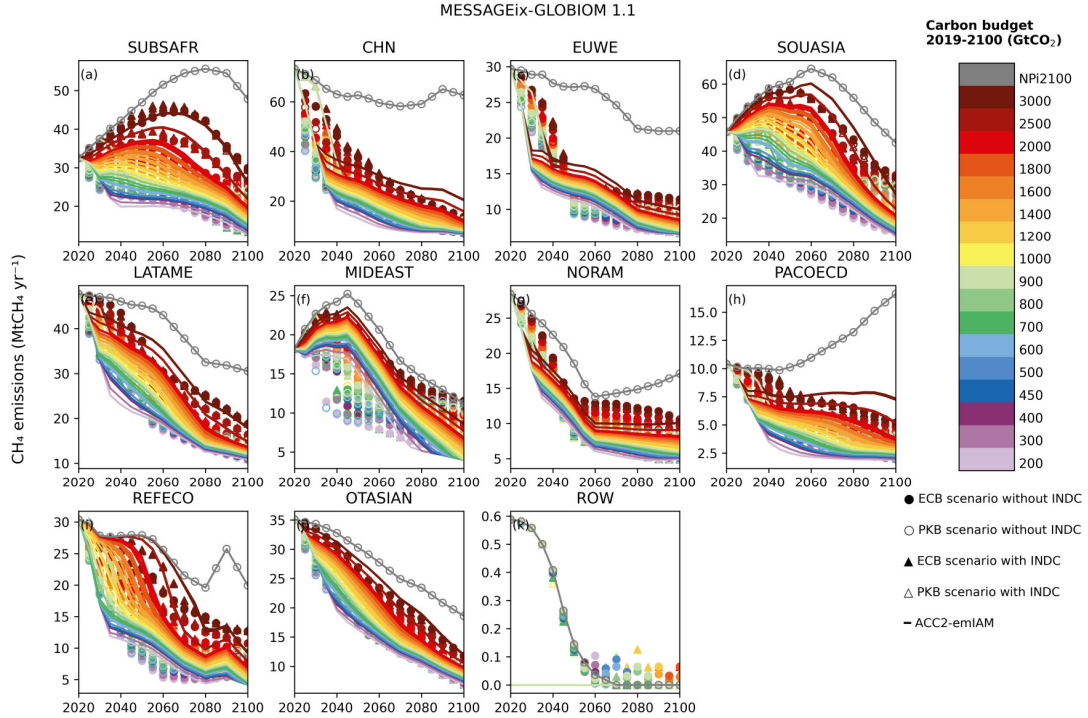 MESSAGEix-GLOBIOM 1.1
Carbon budget
2019-2100 (GtCO₂)
SUBSAFR
CHN
EUWE
SOUASIA
(a)
(b)
(c)
(d)
50
40
30
20
60
40
20
30
25
20
15
10
60
50
40
30
20
2020 2040 2060 2080 2100
2020 2040 2060 2080 2100
2020 2040 2060 2080 2100
2020 2040 2060 2080 2100
NPi2100
3000
2500
2000
1600
1400
1200
1000
900
800
700
600
500
450
400
300
200
CH₄ emissions (MtCH₄ yr⁻¹)
LATAME
MIDEAST
NORAM
PACOECD
(e)
(f)
(g)
(h)
40
30
20
10
25
20
15
10
5
25
20
15
10
5
15.0
12.5
10.0
7.5
5.0
2.5
2020 2040 2060 2080 2100
2020 2040 2060 2080 2100
2020 2040 2060 2080 2100
2020 2040 2060 2080 2100
REFECO
OTASIAN
ROW
(i)
(j)
(k)
30
25
20
15
10
5
35
30
25
20
15
10
5
0.6
0.5
0.4
0.3
0.2
0.1
0.0
2020 2040 2060 2080 2100
2020 2040 2060 2080 2100
2020 2040 2060 2080 2100
ECB scenario without INDC
PKB scenario without INDC
ECB scenario with INDC
PKB scenario with INDC
ACC2-emIAM